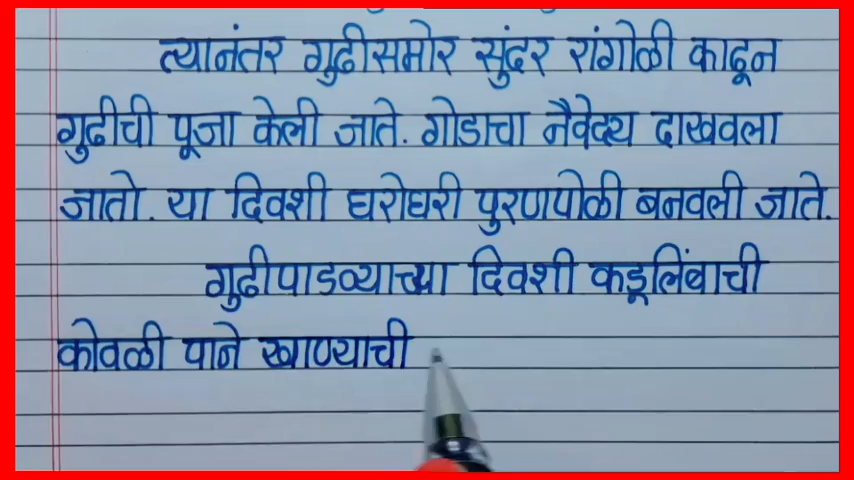 त्यानंतर गुढीसमोर सुंदर रांगोळी काढून
गुढीची पूजा केली जाते. गोडाचा नैवेद्य दाखवला
जातो. या दिवशी घरोघरी पुरणपोळी बनवली जाते.
गुढीपाडव्याच्या दिवशी कडूलिंबाची
कोवळी पाने खाण्याची